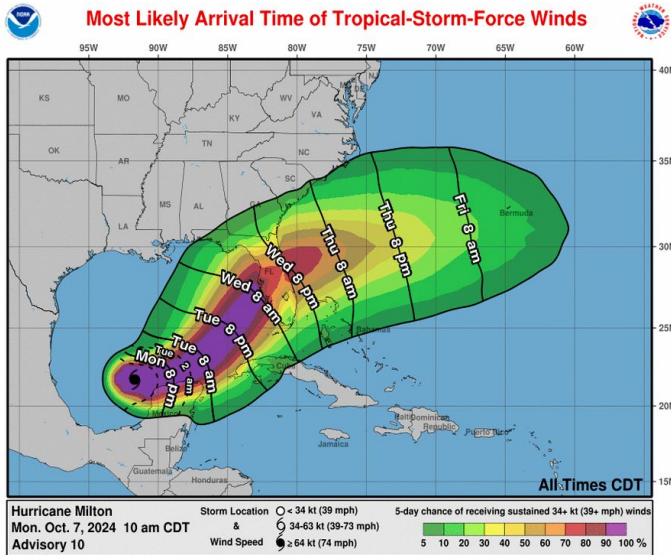 Most Likely Arrival Time of Tropical-Storm-Force Winds
95W 90W 85W 80W 75W 70W 65W 60W
40N
35N
30N
25N
20N
15N
KS
MO
WV
VA
KY
OK
AR
TN
NC
SC
MS
AL
GA
LA
FL
DE
NJ
Bermuda
Bahamas
Cuba
Mexico
Belize
Guatemala
Honduras
Jamaica
Haiti
Dominican
Republic
Puerto Rico
Mon 8 pm
Tue 2 am
Tue 8 am
Tue 8 pm
Wed 8 am
Wed 8 pm
Thu 8 am
Thu 8 pm
Fri 8 am
All Times CDT
Hurricane Milton
Mon. Oct. 7, 2024 10 am CDT
Advisory 10
Storm Location
&
Wind Speed
< 34 kt (39 mph)
34-63 kt (39-73 mph)
≥ 64 kt (74 mph)
5-day chance of receiving sustained 34+ kt (39+ mph) winds
5 10 20 30 40 50 60 70 80 90 100 %